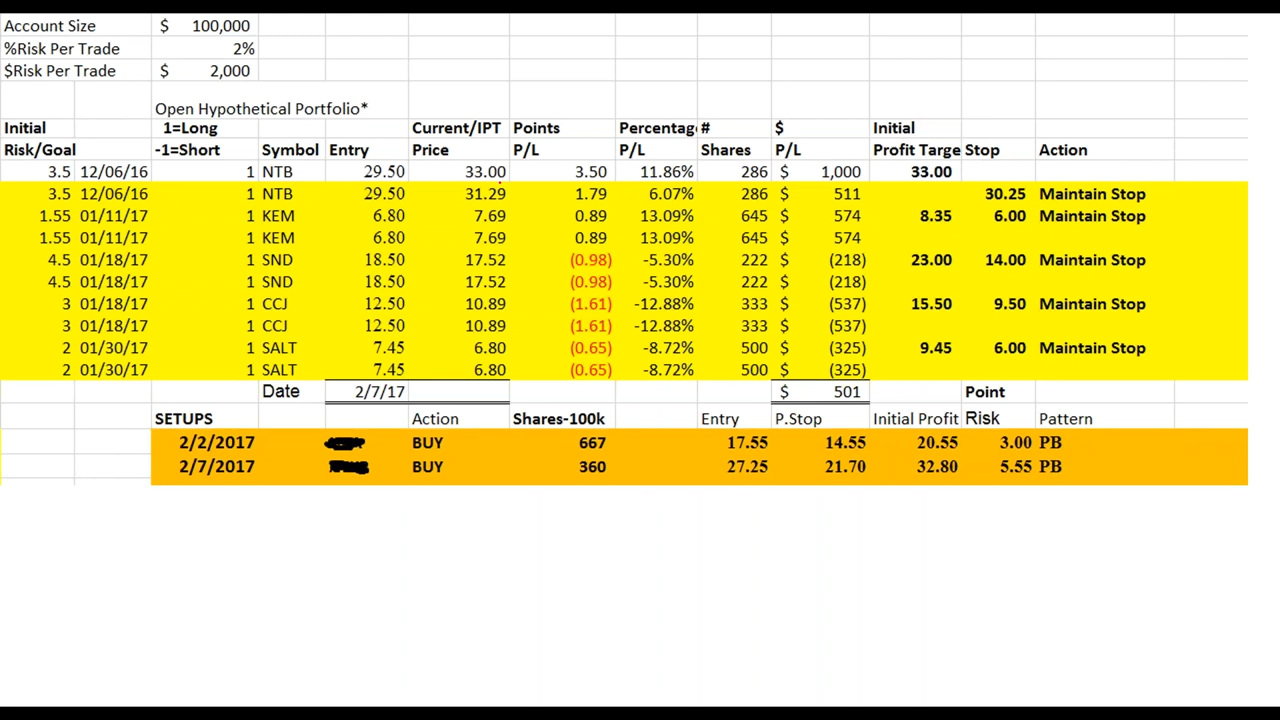 Account Size $ 100,000
%Risk Per Trade 2%
$Risk Per Trade $ 2,000
Open Hypothetical Portfolio*
Initial 1=Long Current/IPT Points Percentag # $ Initial
Risk/Goal -1=Short Symbol Entry Price P/L P/L Shares P/L Profit Targe Stop Action
3.5 12/06/16 1 NTB 29.50 33.00 3.50 11.86% 286 $ 1,000 33.00
3.5 12/06/16 1 NTB 29.50 31.29 1.79 6.07% 286 $ 511 30.25 Maintain Stop
1.55 01/11/17 1 KEM 6.80 7.69 0.89 13.09% 645 $ 574 8.35 6.00 Maintain Stop
1.55 01/11/17 1 KEM 6.80 7.69 0.89 13.09% 645 $ 574
4.5 01/18/17 1 SND 18.50 17.52 (0.98) -5.30% 222 $ (218) 23.00 14.00 Maintain Stop
4.5 01/18/17 1 SND 18.50 17.52 (0.98) -5.30% 222 $ (218)
3 01/18/17 1 CCJ 12.50 10.89 (1.61) -12.88% 333 $ (537) 15.50 9.50 Maintain Stop
3 01/18/17 1 CCJ 12.50 10.89 (1.61) -12.88% 333 $ (537)
2 01/30/17 1 SALT 7.45 6.80 (0.65) -8.72% 500 $ (325) 9.45 6.00 Maintain Stop
2 01/30/17 1 SALT 7.45 6.80 (0.65) -8.72% 500 $ (325)
Date 2/7/17 $ 501 Point
SETUPS Action Shares-100k Entry P.Stop Initial Profit Risk Pattern
2/2/2017 BUY 667 17.55 14.55 20.55 3.00 PB
2/7/2017 BUY 360 27.25 21.70 32.80 5.55 PB